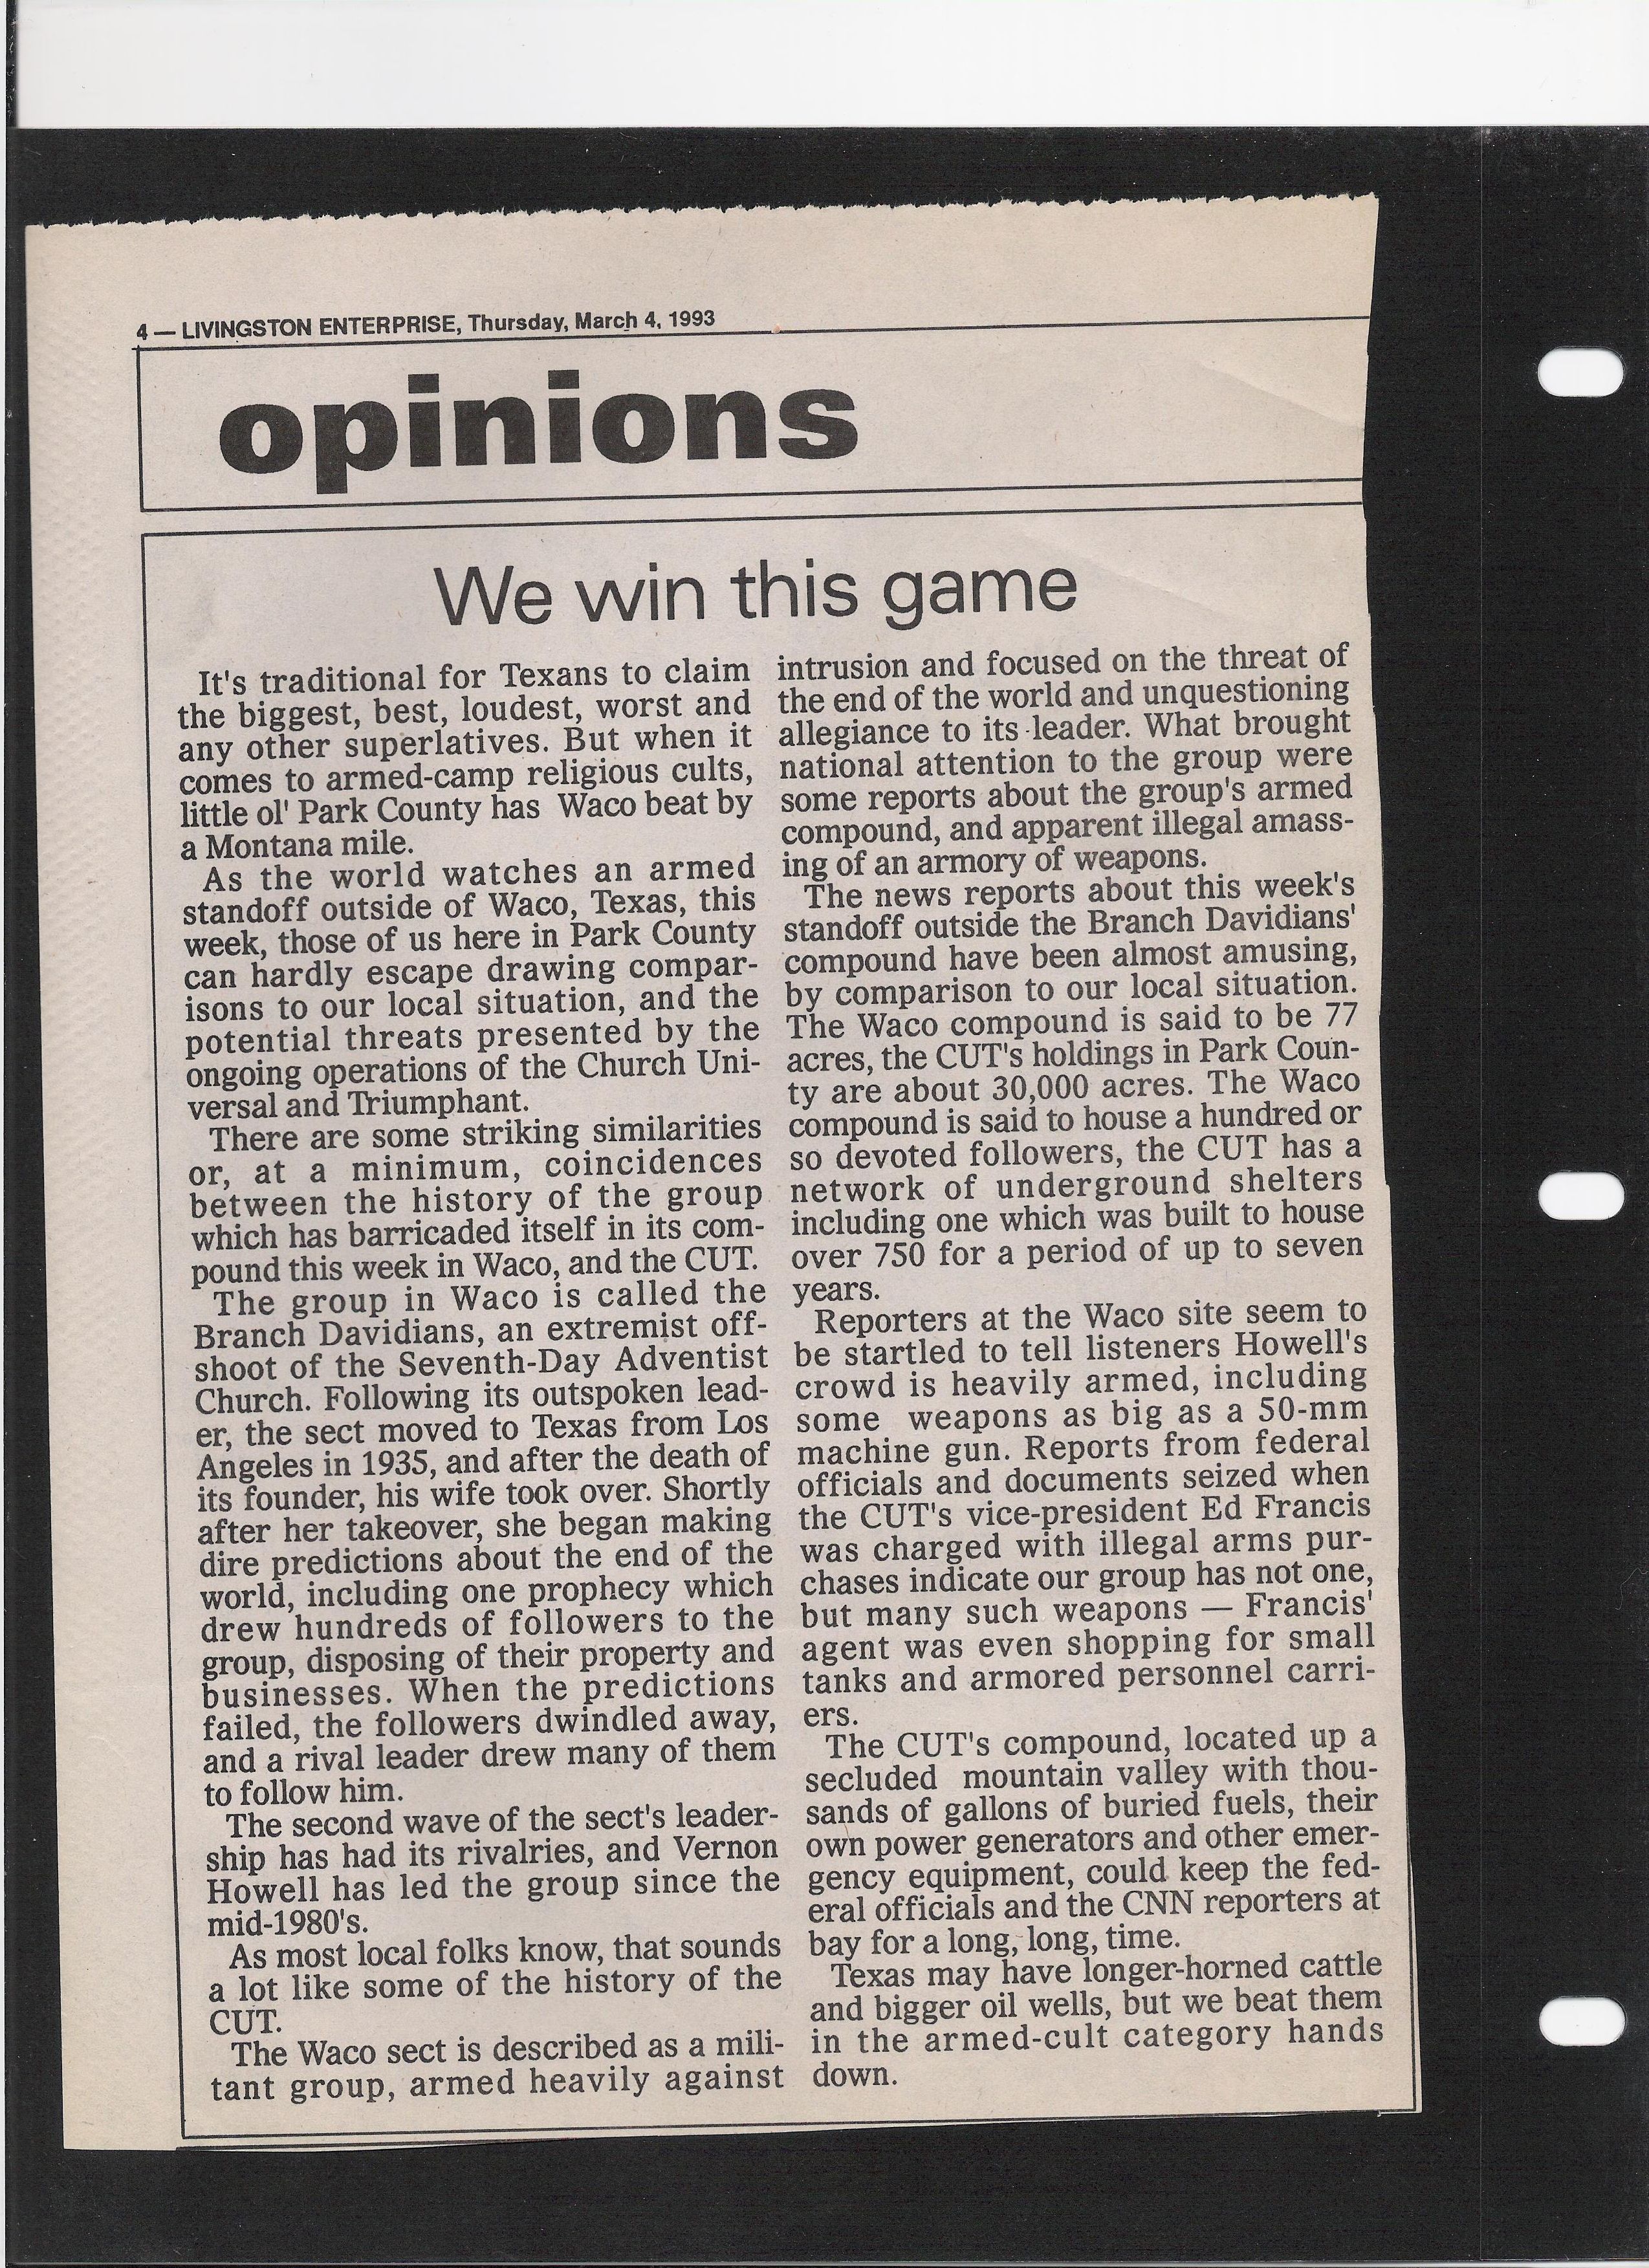 4 — LIVINGSTON ENTERPRISE, Thursday, March 4, 1993
opinions
We win this game
It's traditional for Texans to claim
the biggest, best, loudest, worst and
any other superlatives. But when it
comes to armed-camp religious cults,
little ol' Park County has Waco beat by
a Montana mile.
As the world watches an armed
standoff outside of Waco, Texas, this
week, those of us here in Park County
can hardly escape drawing compar-
isons to our local situation, and the
potential threats presented by the
ongoing operations of the Church Uni-
versal and Triumphant.
There are some striking similarities
or, at a minimum, coincidences
between the history of the group
which has barricaded itself in its com-
pound this week in Waco, and the CUT.
The group in Waco is called the
Branch Davidians, an extremist off-
shoot of the Seventh-Day Adventist
Church. Following its outspoken lead-
er, the sect moved to Texas from Los
Angeles in 1935, and after the death of
its founder, his wife took over. Shortly
after her takeover, she began making
dire predictions about the end of the
world, including one prophecy which
drew hundreds of followers to the
group, disposing of their property and
businesses. When the predictions
failed, the followers dwindled away,
and a rival leader drew many of them
to follow him.
The second wave of the sect's leader-
ship has had its rivalries, and Vernon
Howell has led the group since the
mid-1980's.
As most local folks know, that sounds
a lot like some of the history of the
CUT.
The Waco sect is described as a mili-
tant group, armed heavily against
intrusion and focused on the threat of
the end of the world and unquestioning
allegiance to its leader. What brought
national attention to the group were
some reports about the group's armed
compound, and apparent illegal amass-
ing of an armory of weapons.
The news reports about this week's
standoff outside the Branch Davidians'
compound have been almost amusing,
by comparison to our local situation.
The Waco compound is said to be 77
acres, the CUT's holdings in Park Coun-
ty are about 30,000 acres. The Waco
compound is said to house a hundred or
so devoted followers, the CUT has a
network of underground shelters
including one which was built to house
over 750 for a period of up to seven
years.
Reporters at the Waco site seem to
be startled to tell listeners Howell's
crowd is heavily armed, including
some weapons as big as a 50-mm
machine gun. Reports from federal
officials and documents seized when
the CUT's vice-president Ed Francis
was charged with illegal arms pur-
chases indicate our group has not one,
but many such weapons — Francis'
agent was even shopping for small
tanks and armored personnel carri-
ers.
The CUT's compound, located up a
secluded mountain valley with thou-
sands of gallons of buried fuels, their
own power generators and other emer-
gency equipment, could keep the fed-
eral officials and the CNN reporters at
bay for a long, long, time.
Texas may have longer-horned cattle
and bigger oil wells, but we beat them
in the armed-cult category hands
down.